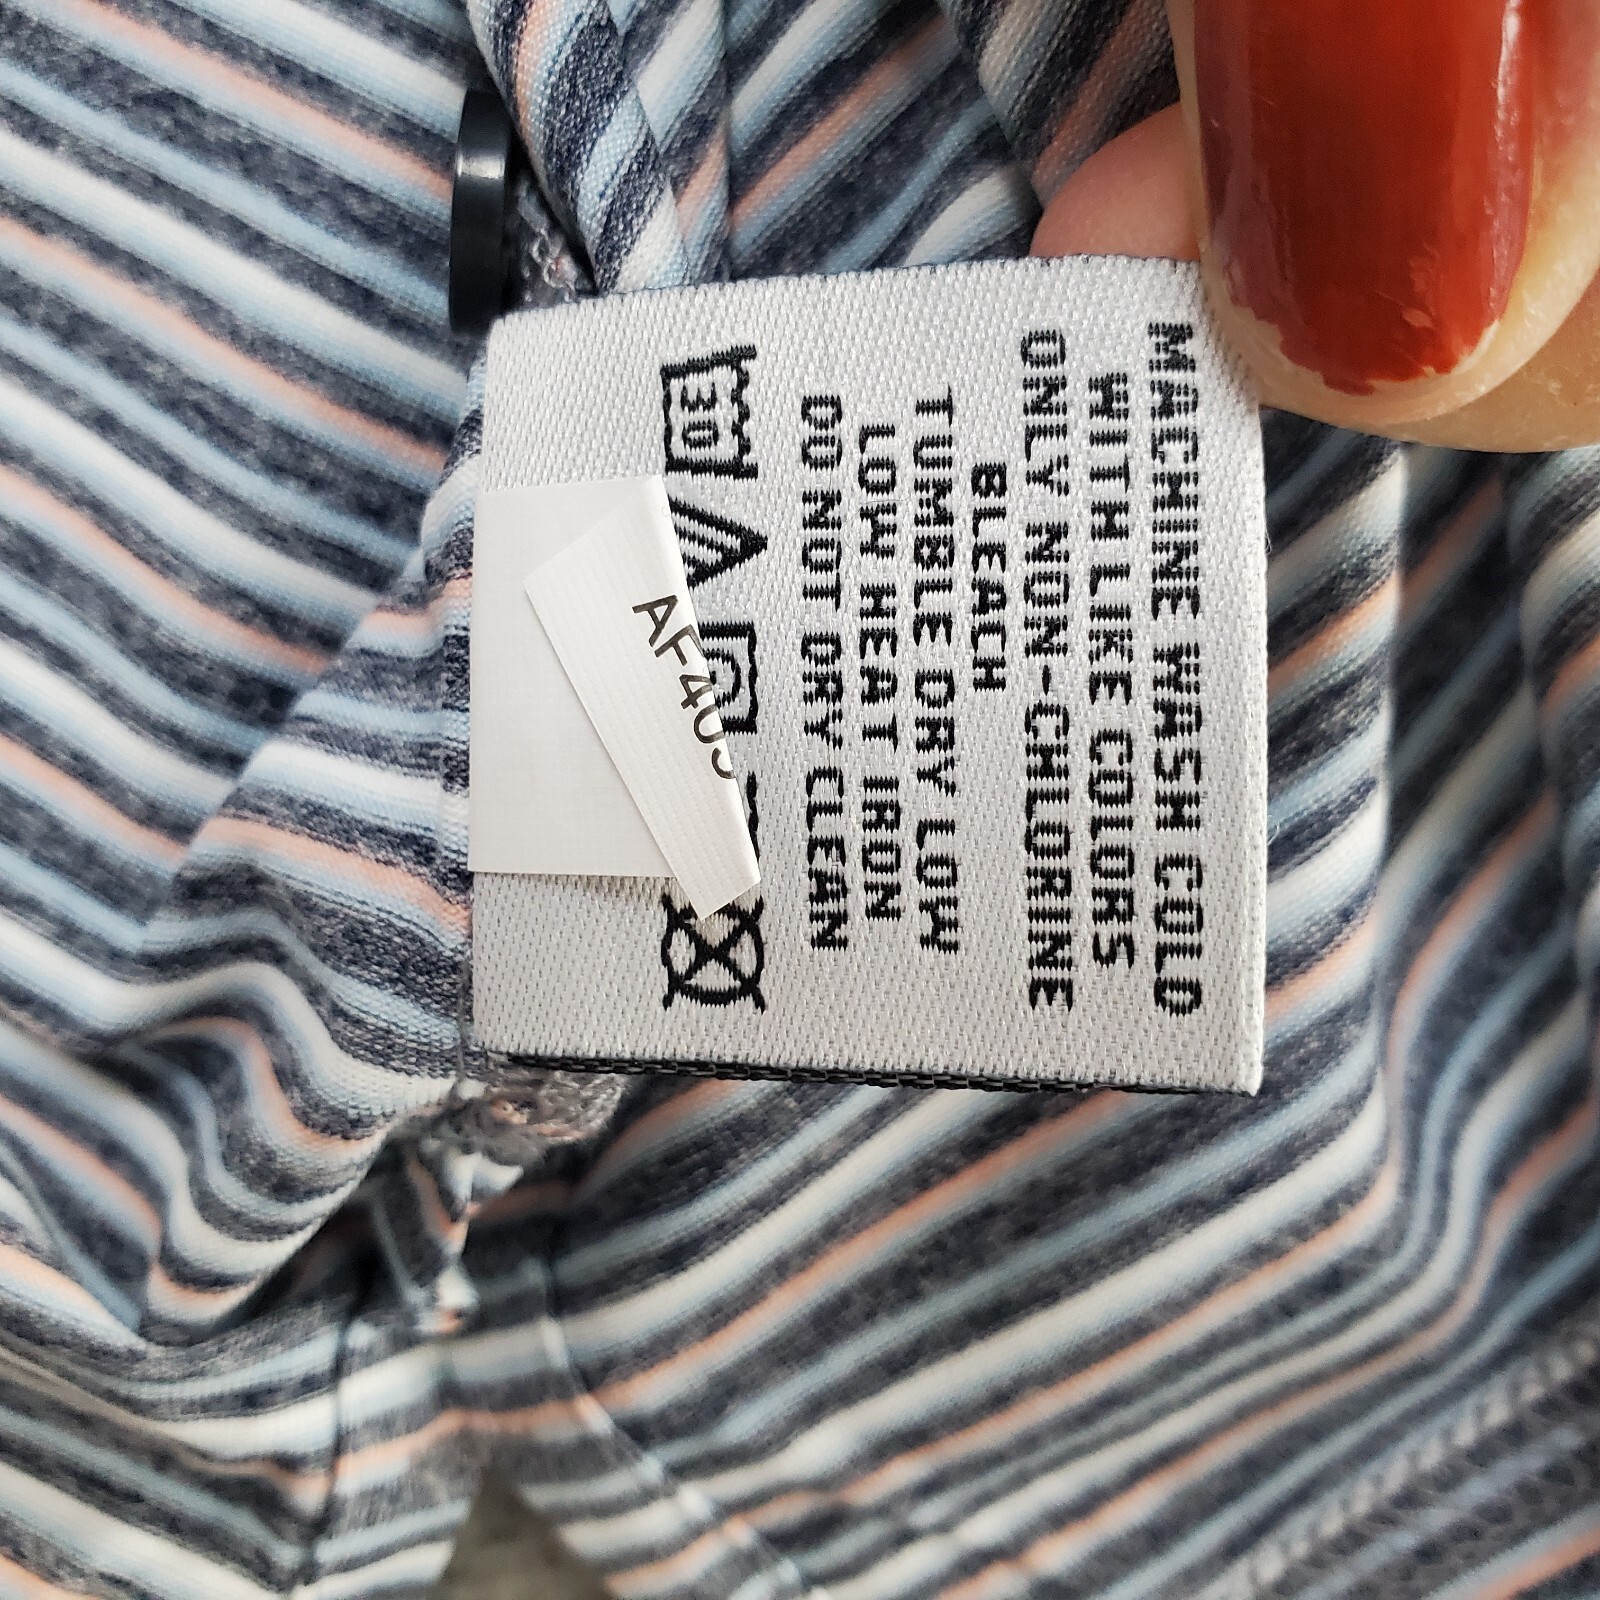 MACHINE WASH COLD
WITH LIKE COLORS
ONLY NON-CHLORINE
BLEACH
TUMBLE DRY LOW
LOW HEAT IRON
DO NOT DRY CLEAN
30